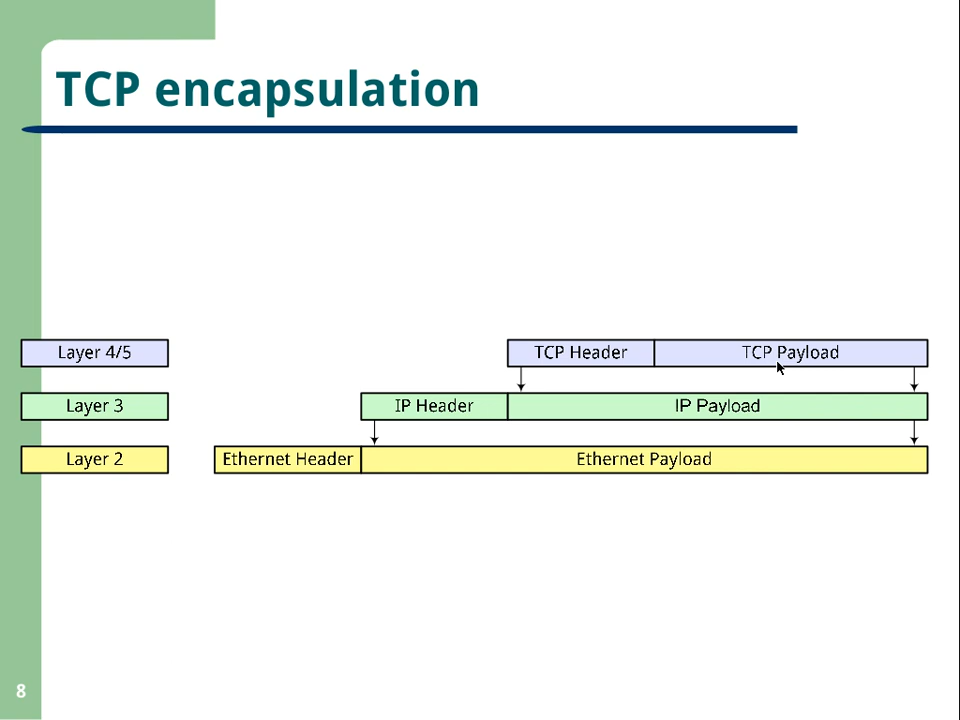 TCP encapsulation
Layer 4/5
TCP Header
TCP Payload
Layer 3
IP Header
IP Payload
Layer 2
Ethernet Header
Ethernet Payload
8